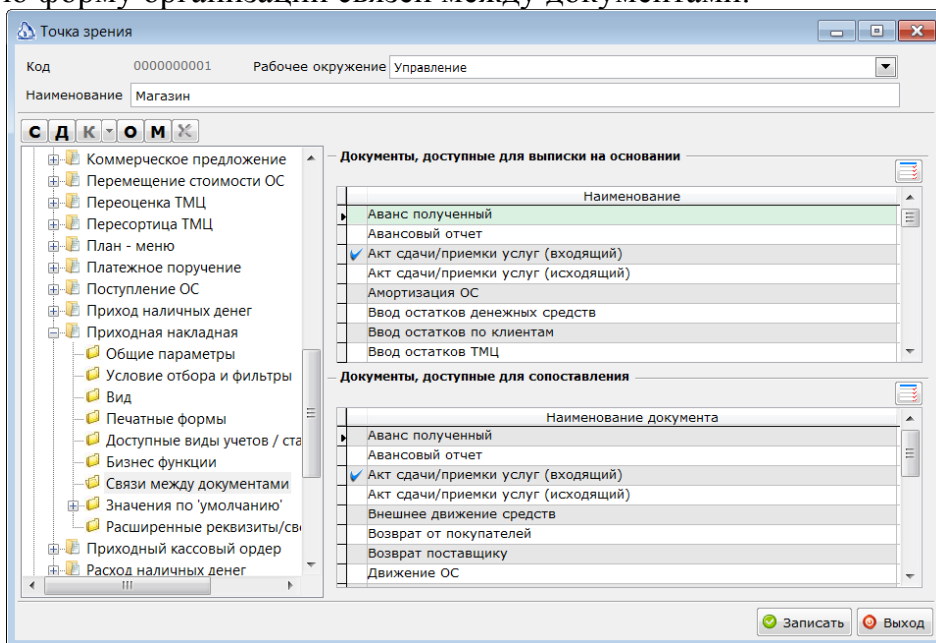 ю форму организации связей между документами.
Точка зрения
Код 0000000001 Рабочее окружение Управление
Наименование Магазин
С Д К О М
Коммерческое предложение
Перемещение стоимости ОС
Переоценка ТМЦ
Пересортица ТМЦ
План - меню
Платежное поручение
Поступление ОС
Приход наличных денег
Приходная накладная
Общие параметры
Условие отбора и фильтры
Вид
Печатные формы
Доступные виды учетов / ста
Бизнес функции
Связи между документами
Значения по 'умолчанию'
Расширенные реквизиты/сво
Приходный кассовый ордер
Расход наличных денег
Документы, доступные для выписки на основании
Наименование
Аванс полученный
Авансовый отчет
Акт сдачи/приемки услуг (входящий)
Акт сдачи/приемки услуг (исходящий)
Амортизация ОС
Ввод остатков денежных средств
Ввод остатков по клиентам
Ввод остатков ТМЦ
Документы, доступные для сопоставления
Наименование документа
Аванс полученный
Авансовый отчет
Акт сдачи/приемки услуг (входящий)
Акт сдачи/приемки услуг (исходящий)
Внешнее движение средств
Возврат от покупателей
Возврат поставщику
Движение ОС
Записать Выход